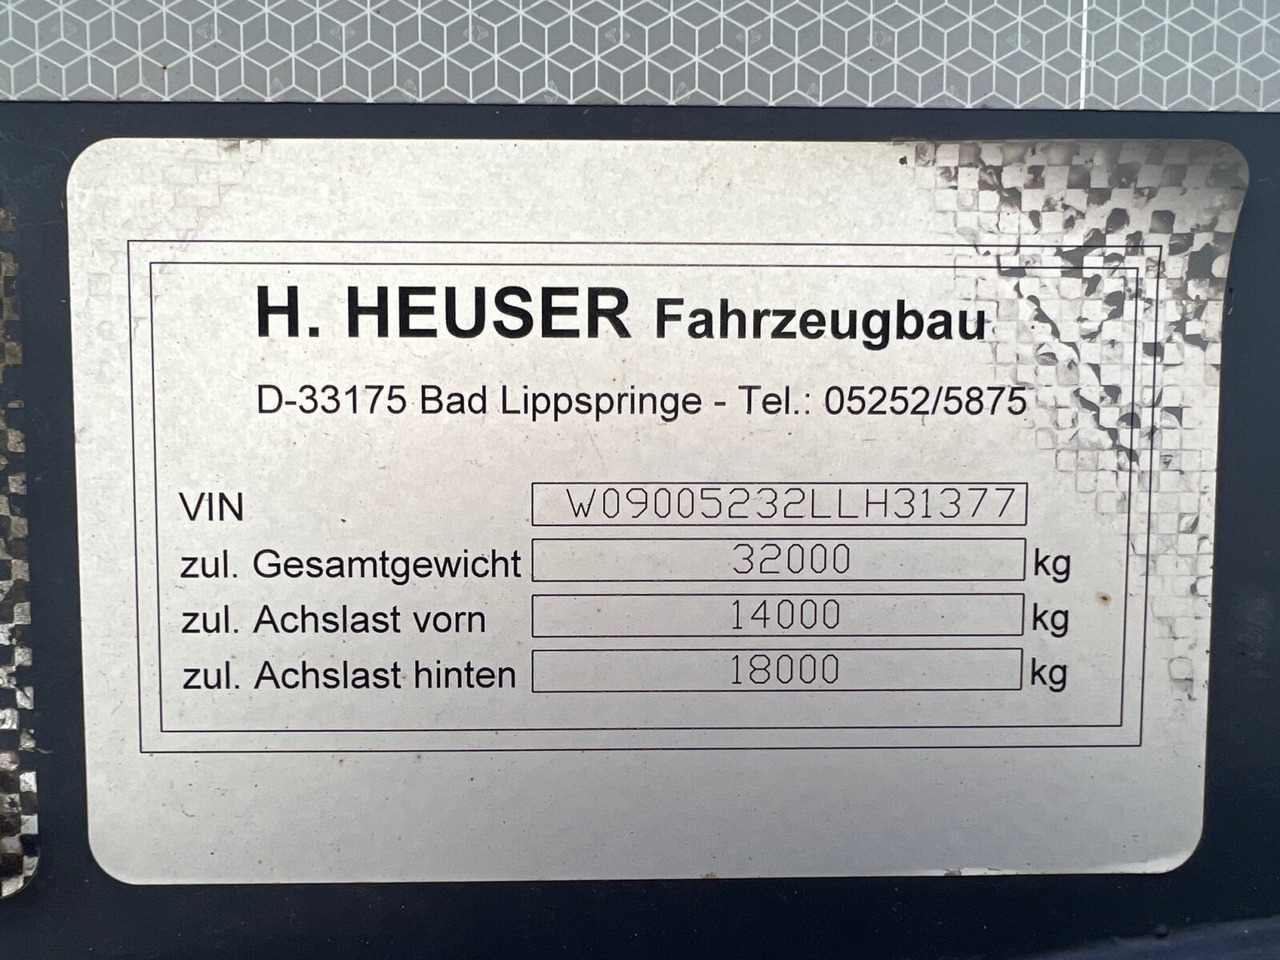 H. HEUSER Fahrzeugbau
D-33175 Bad Lippspringe - Tel.: 05252/5875
VIN W09005232LLH31377
zul. Gesamtgewicht 32000 kg
zul. Achslast vorn 14000 kg
zul. Achslast hinten 18000 kg